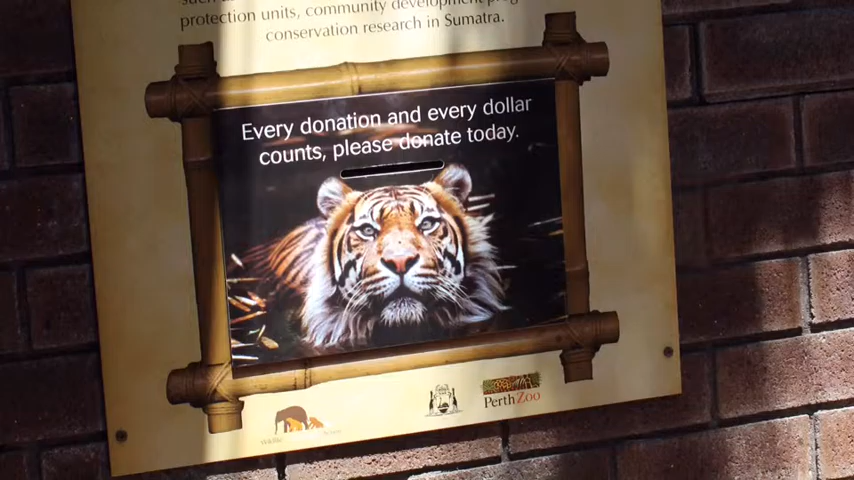 protection units, community development
conservation research in Sumatra.
Every donation and every dollar
counts, please donate today.
PerthZoo